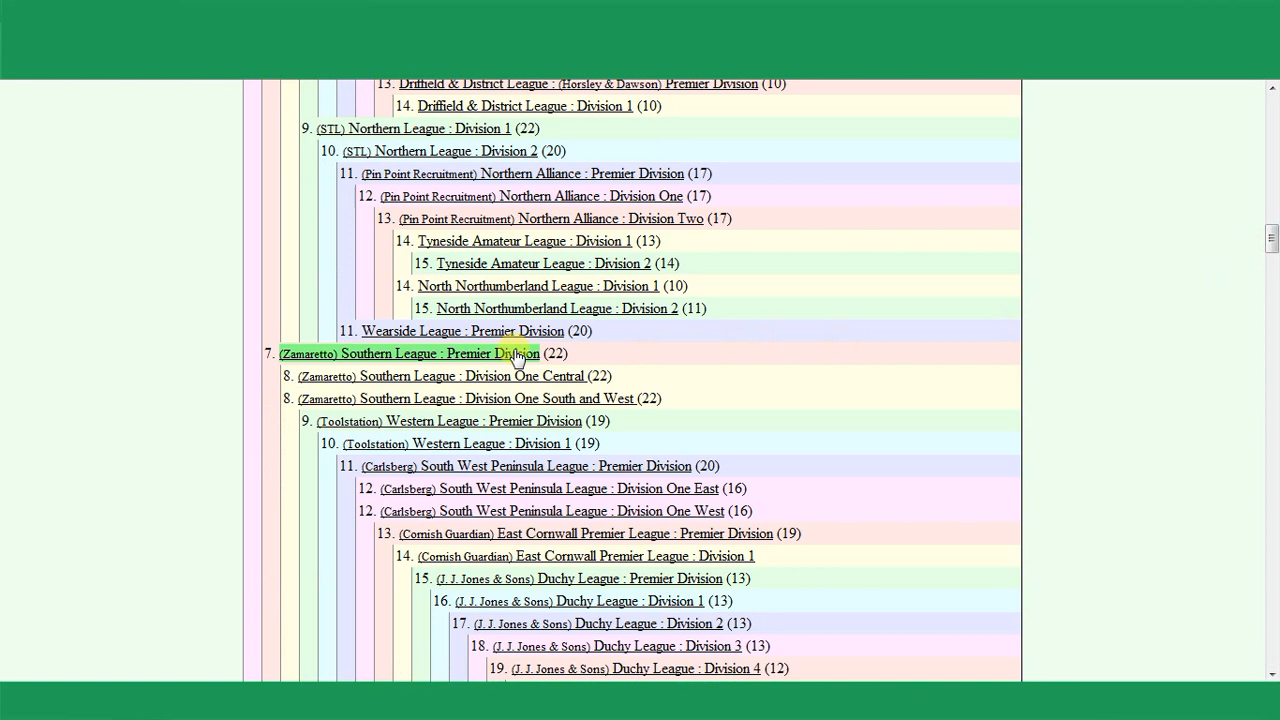 13. Driffield & District League : (Horsley & Dawson) Premier Division (10)
14. Driffield & District League : Division 1 (10)
9. (STL) Northern League : Division 1 (22)
10. (STL) Northern League : Division 2 (20)
11. (Pin Point Recruitment) Northern Alliance : Premier Division (17)
12. (Pin Point Recruitment) Northern Alliance : Division One (17)
13. (Pin Point Recruitment) Northern Alliance : Division Two (17)
14. Tyneside Amateur League : Division 1 (13)
15. Tyneside Amateur League : Division 2 (14)
14. North Northumberland League : Division 1 (10)
15. North Northumberland League : Division 2 (11)
11. Wearside League : Premier Division (20)
7. (Zamaretto) Southern League : Premier Division (22)
8. (Zamaretto) Southern League : Division One Central (22)
8. (Zamaretto) Southern League : Division One South and West (22)
9. (Toolstation) Western League : Premier Division (19)
10. (Toolstation) Western League : Division 1 (19)
11. (Carlsberg) South West Peninsula League : Premier Division (20)
12. (Carlsberg) South West Peninsula League : Division One East (16)
12. (Carlsberg) South West Peninsula League : Division One West (16)
13. (Cornish Guardian) East Cornwall Premier League : Premier Division (19)
14. (Cornish Guardian) East Cornwall Premier League : Division 1
15. (J. J. Jones & Sons) Duchy League : Premier Division (13)
16. (J. J. Jones & Sons) Duchy League : Division 1 (13)
17. (J. J. Jones & Sons) Duchy League : Division 2 (13)
18. (J. J. Jones & Sons) Duchy League : Division 3 (13)
19. (J. J. Jones & Sons) Duchy League : Division 4 (12)